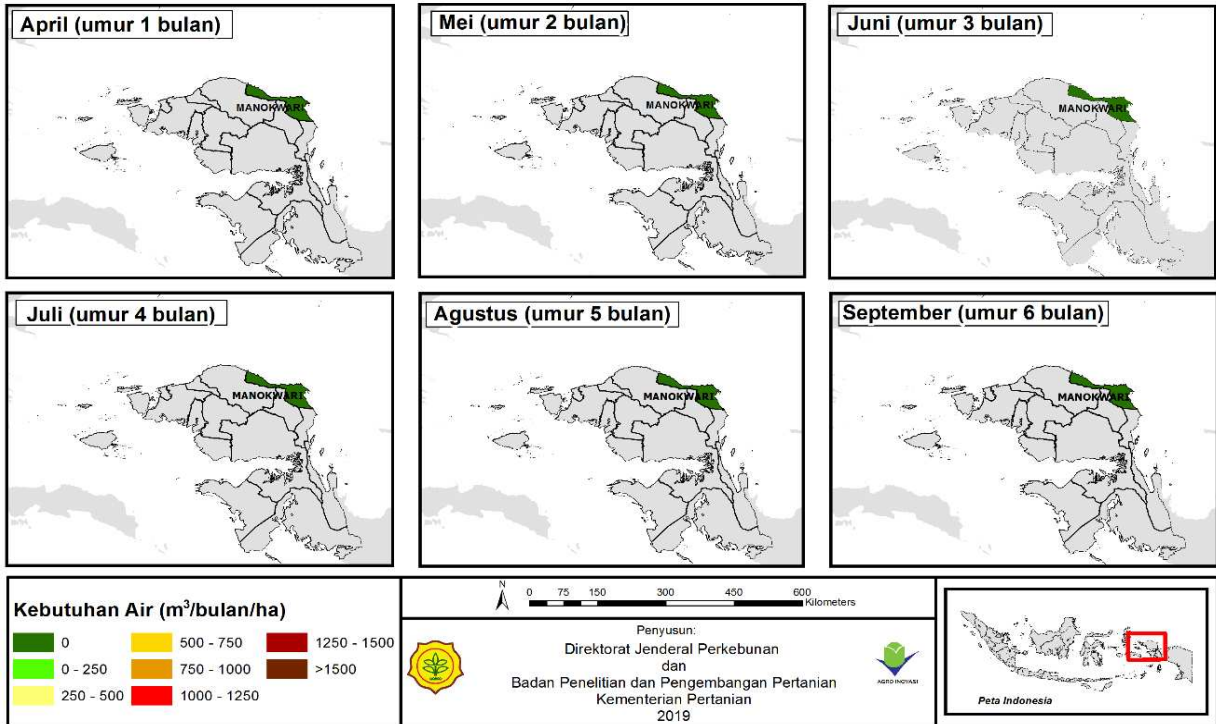 April (umur 1 bulan)
MANOKWARI
Mei (umur 2 bulan)
MANOKWARI
Juni (umur 3 bulan)
MANOKWARI
Juli (umur 4 bulan)
MANOKWARI
Agustus (umur 5 bulan)
MANOKWARI
September (umur 6 bulan)
MANOKWARI
Kebutuhan Air (m³/bulan/ha)
0
0 - 250
250 - 500
500 - 750
750 - 1000
1000 - 1250
1250 - 1500
>1500
N
0 75 150 300 450 600
Kilometers
Penyusun:
Direktorat Jenderal Perkebunan
dan
Badan Penelitian dan Pengembangan Pertanian
Kementerian Pertanian
2019
AGRO INOVASI
Peta Indonesia